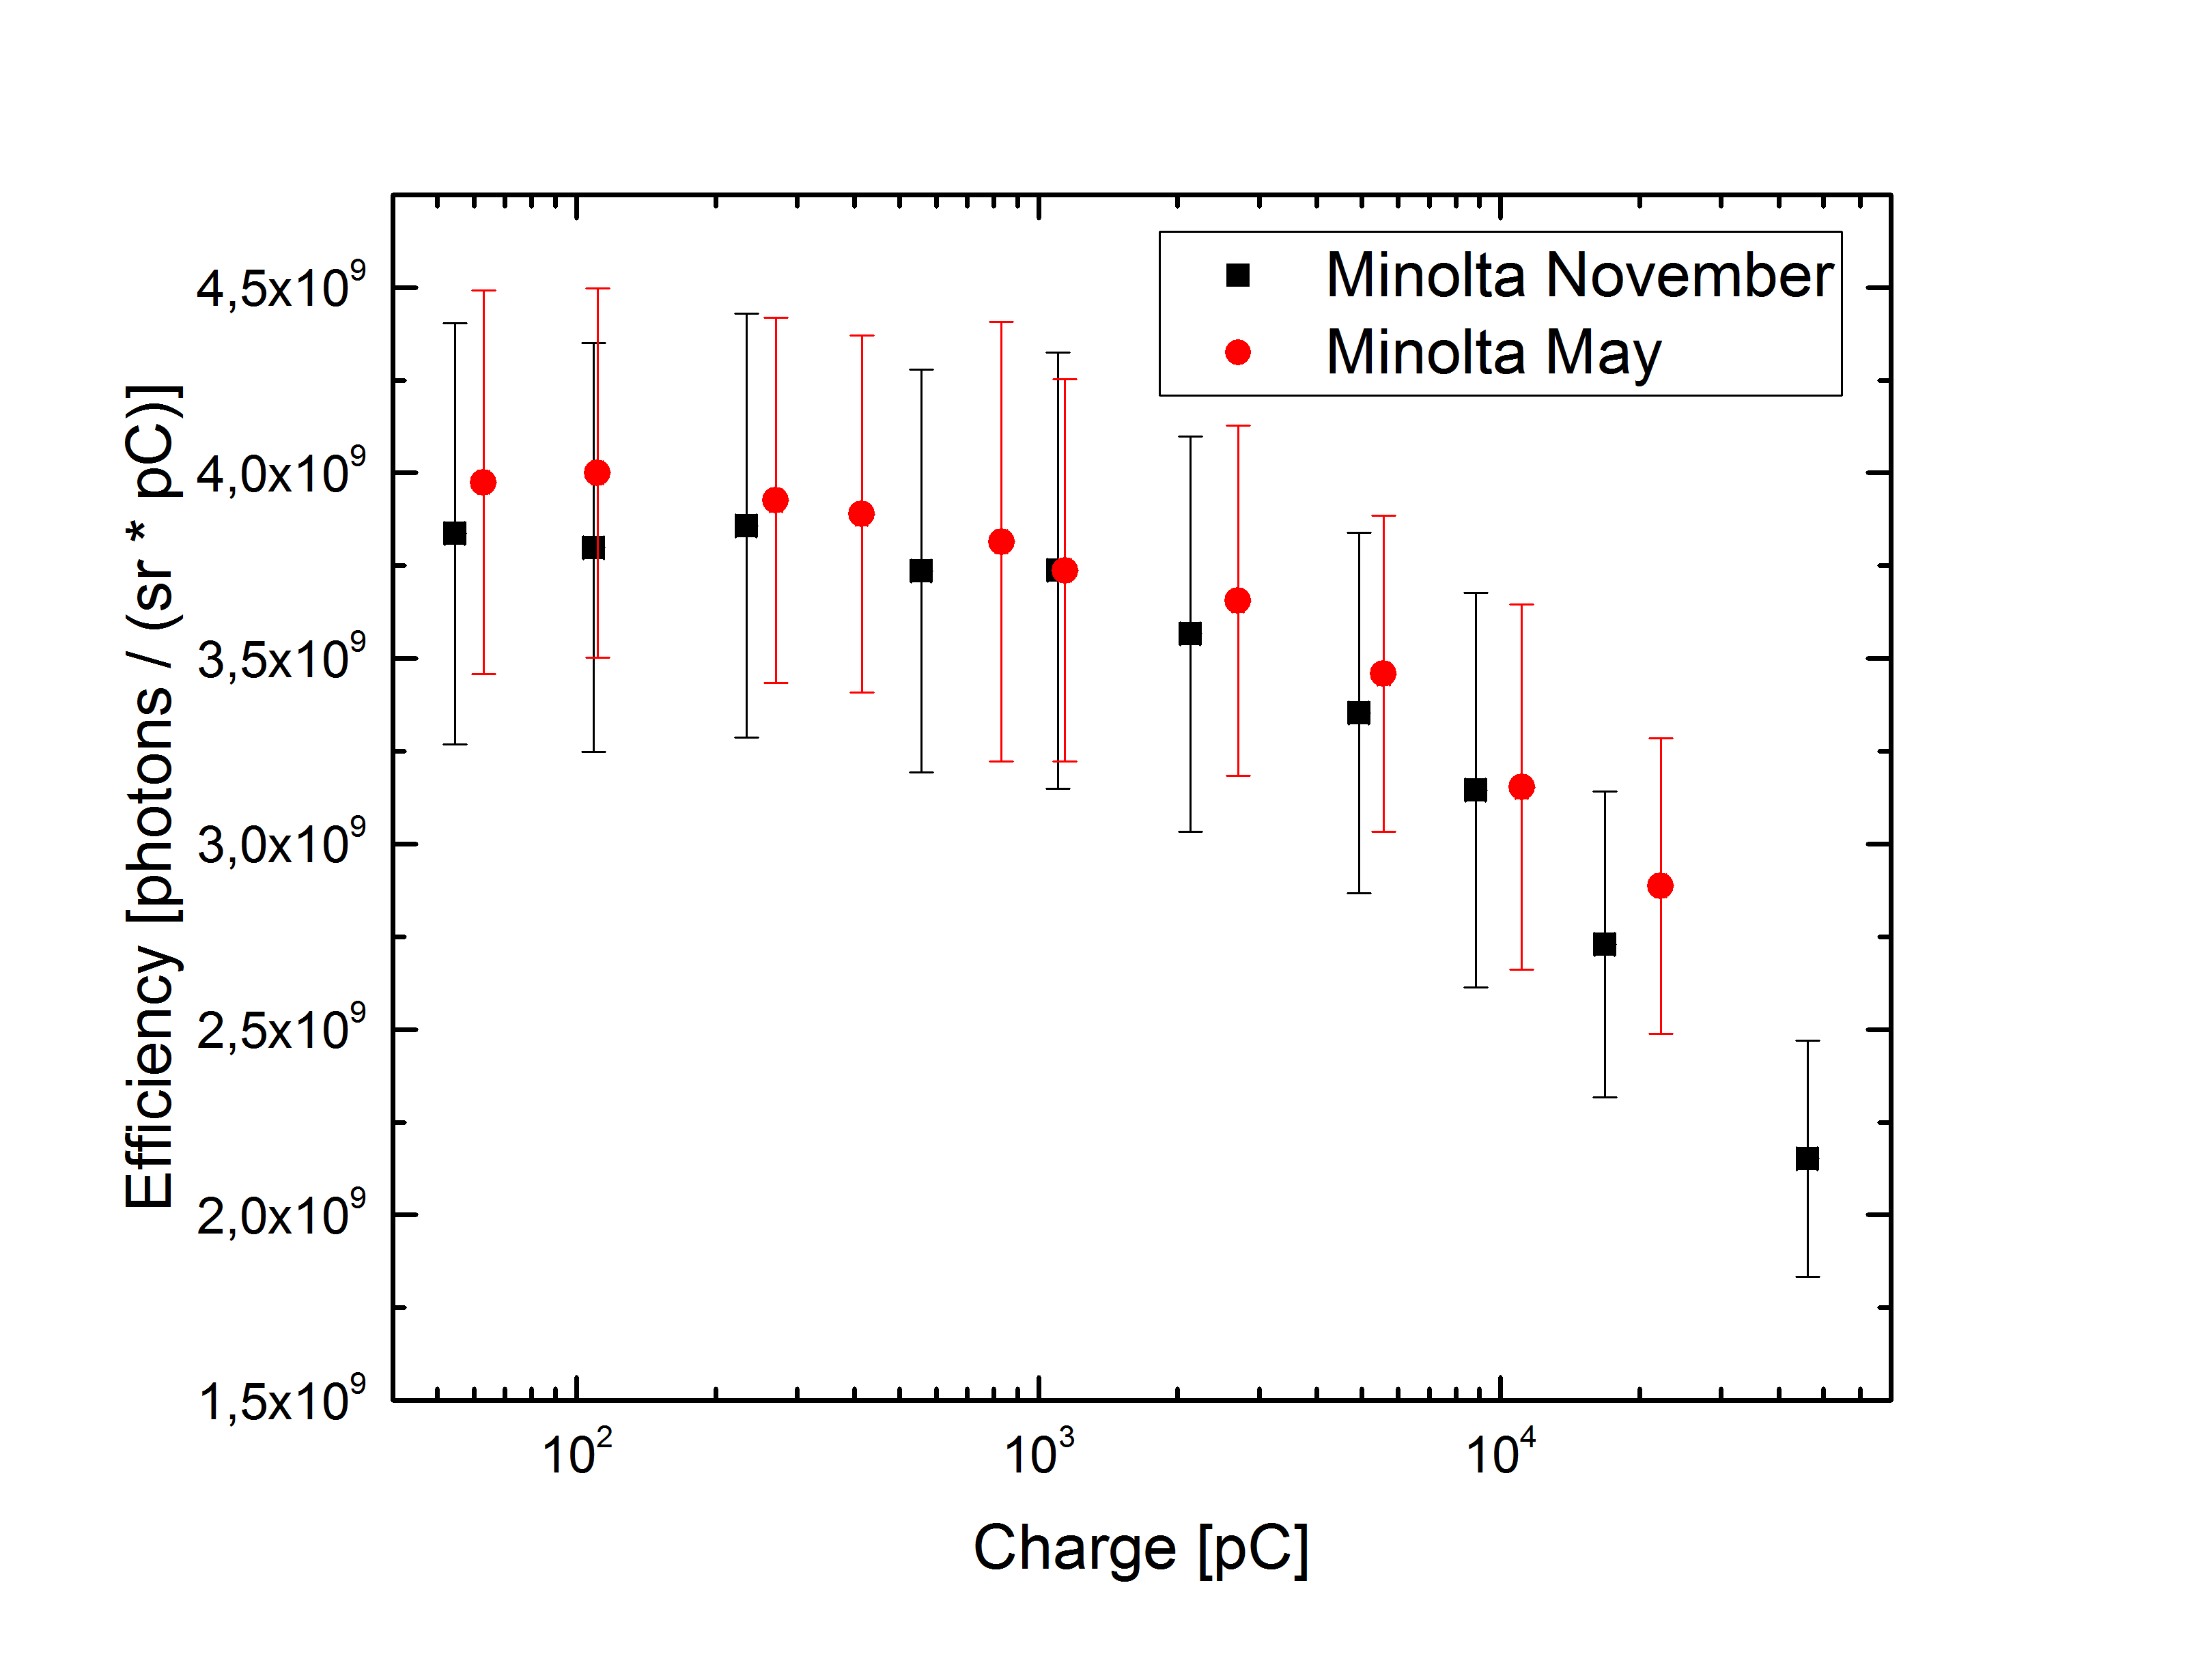 Minolta November
Minolta May
4,5x10⁹
4,0x10⁹
3,5x10⁹
3,0x10⁹
2,5x10⁹
2,0x10⁹
1,5x10⁹
Efficiency [photons / (sr * pC)]
10² 10³ 10⁴
Charge [pC]